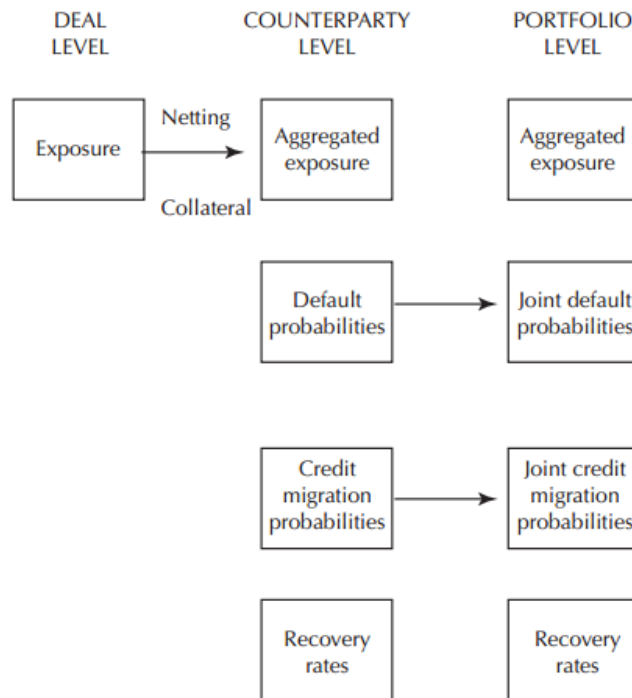 DEAL
LEVEL
COUNTERPARTY
LEVEL
PORTFOLIO
LEVEL
Exposure
Netting
Collateral
Aggregated
exposure
Aggregated
exposure
Default
probabilities
Joint default
probabilities
Credit
migration
probabilities
Joint credit
migration
probabilities
Recovery
rates
Recovery
rates